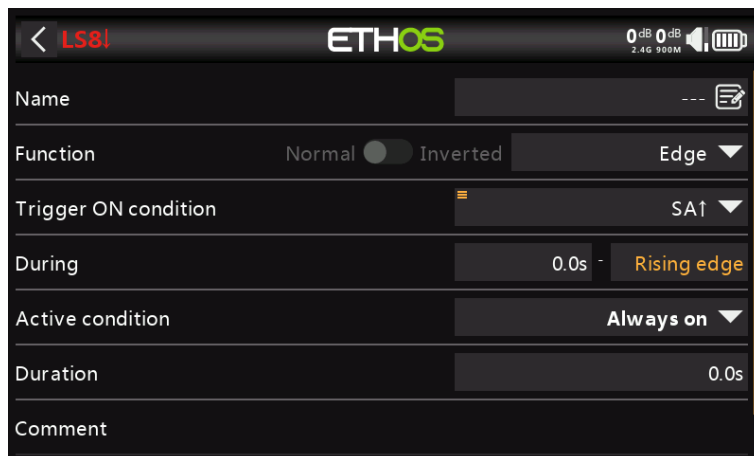 LS8↓ ETHOS 0dB 0dB
2.4G 900M
Name ---
Function Normal Inverted Edge
Trigger ON condition SA↑
During 0.0s - Rising edge
Active condition Always on
Duration 0.0s
Comment